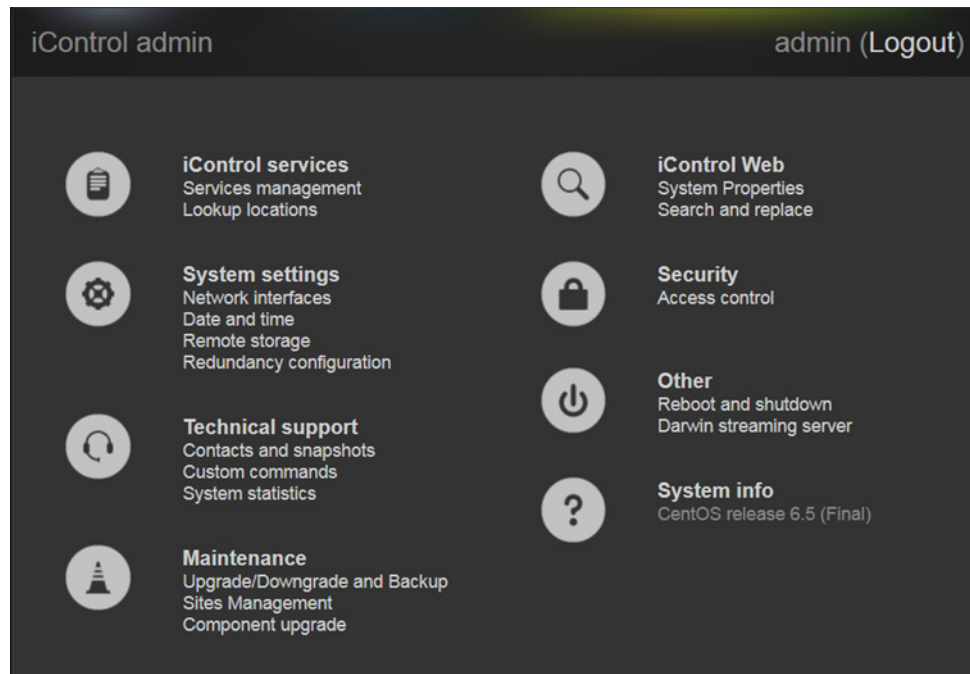 iControl admin
admin (Logout)
iControl services
Services management
Lookup locations
System settings
Network interfaces
Date and time
Remote storage
Redundancy configuration
Technical support
Contacts and snapshots
Custom commands
System statistics
Maintenance
Upgrade/Downgrade and Backup
Sites Management
Component upgrade
iControl Web
System Properties
Search and replace
Security
Access control
Other
Reboot and shutdown
Darwin streaming server
System info
CentOS release 6.5 (Final)